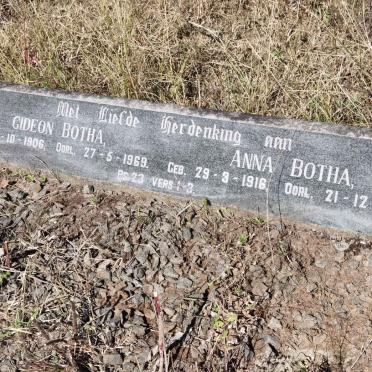 Met Liefde Herdenking aan
GIDEON BOTHA, ANNA BOTHA,
10-1906. OORL. 27-5-1969. GEB. 29-3-1916. OORL. 21-12
PS. 23 VERS 1-3.